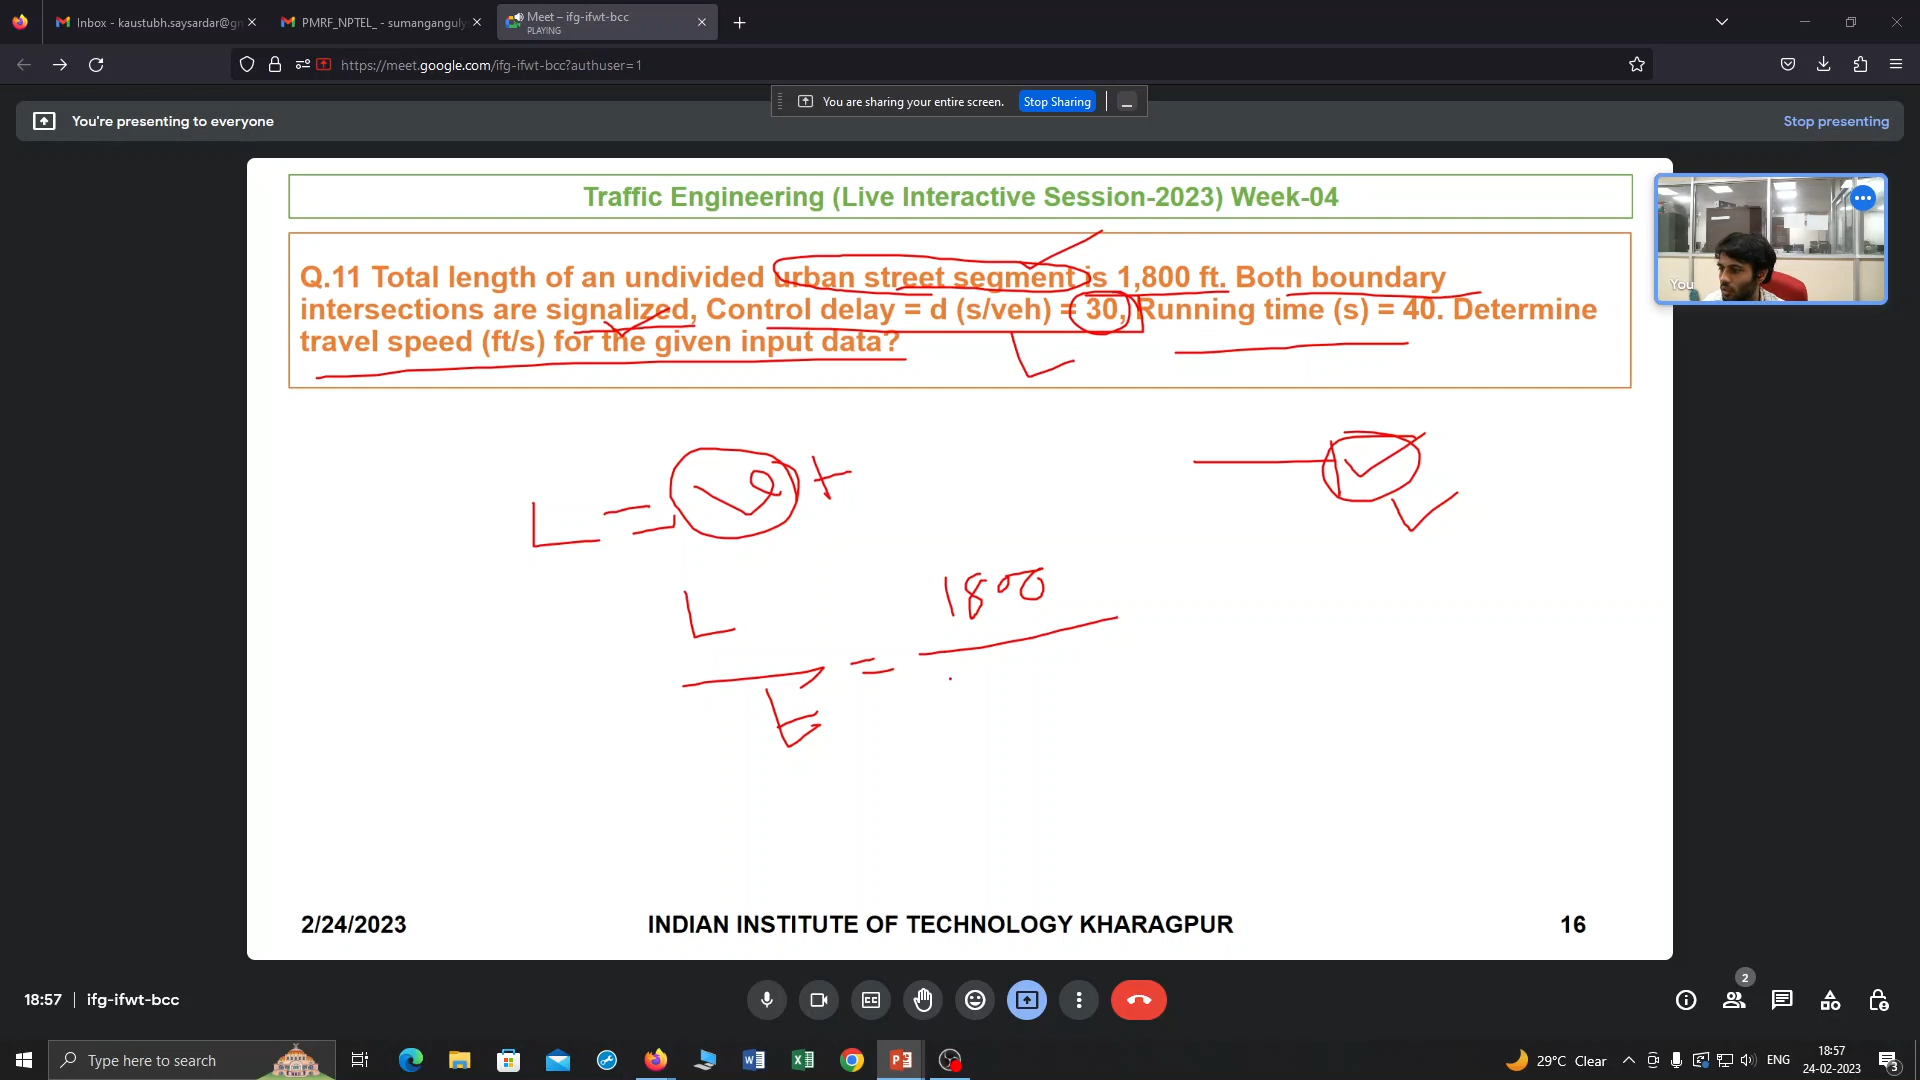 Inbox - kaustubh.saysardar@gm
PMRF_NPTEL_ - sumanganguly
Meet – ifg-ifwt-bcc
PLAYING
https://meet.google.com/ifg-ifwt-bcc?authuser=1
You are sharing your entire screen.
Stop Sharing
You're presenting to everyone
Stop presenting
Traffic Engineering (Live Interactive Session-2023) Week-04
Q.11 Total length of an undivided urban street segment is 1,800 ft. Both boundary
intersections are signalized, Control delay = d (s/veh) = 30, Running time (s) = 40. Determine
travel speed (ft/s) for the given input data?
You
L =
+
L
=
1800
2/24/2023
INDIAN INSTITUTE OF TECHNOLOGY KHARAGPUR
16
18:57 | ifg-ifwt-bcc
2
Type here to search
29°C Clear
ENG
18:57
24-02-2023
3